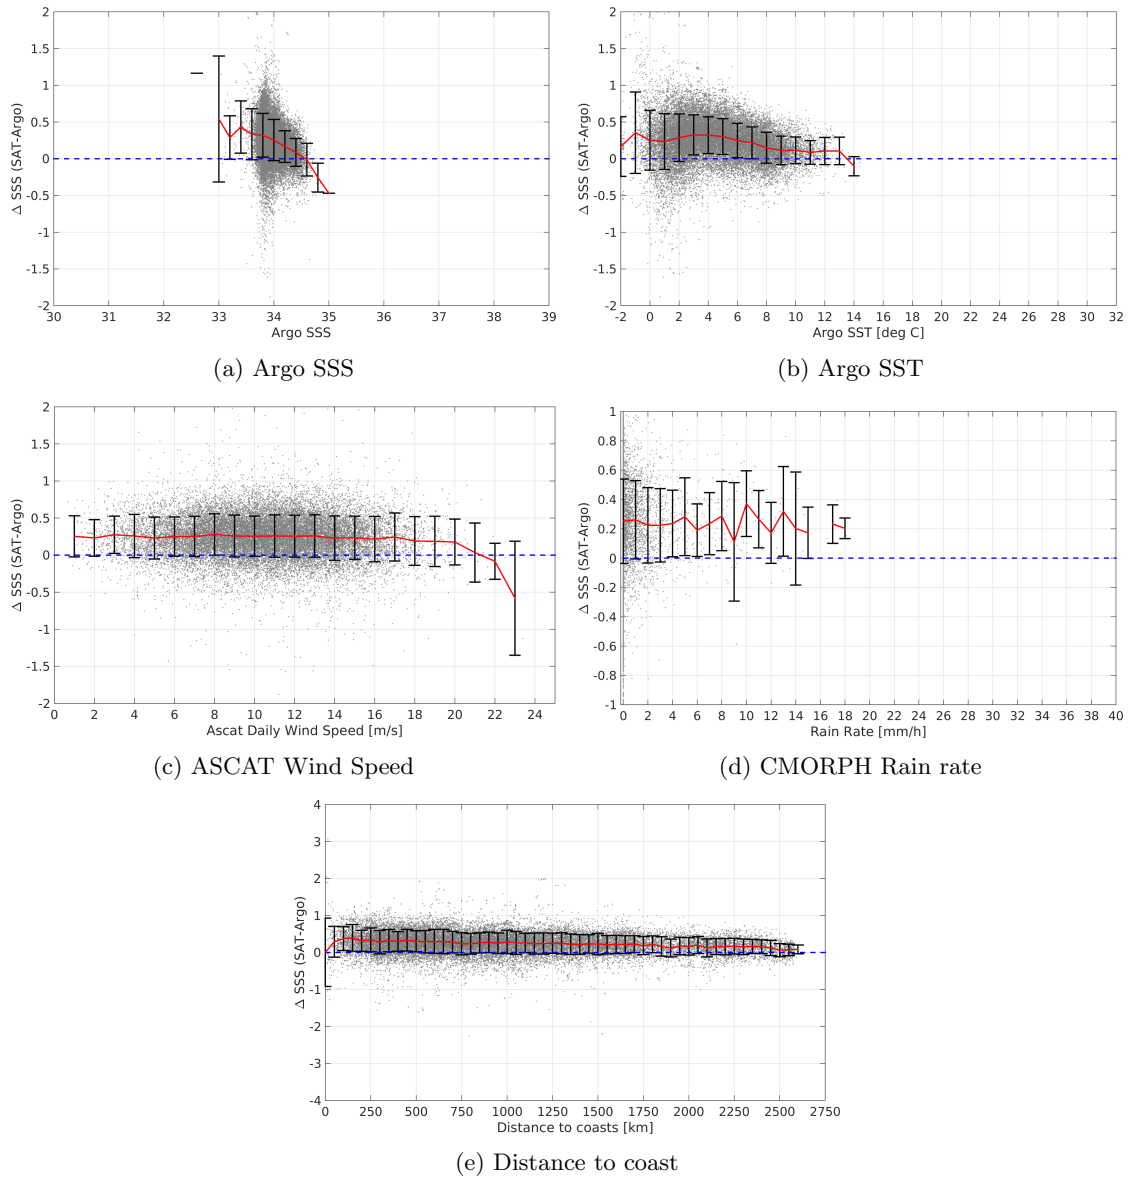 2
1.5
1
0.5
0
-0.5
-1
-1.5
-2
Δ SSS (SAT-Argo)
30 31 32 33 34 35 36 37 38 39
Argo SSS
(a) Argo SSS
2
1.5
1
0.5
0
-0.5
-1
-1.5
-2
Δ SSS (SAT-Argo)
-2 0 2 4 6 8 10 12 14 16 18 20 22 24 26 28 30 32
Argo SST [deg C]
(b) Argo SST
2
1.5
1
0.5
0
-0.5
-1
-1.5
-2
Δ SSS (SAT-Argo)
0 2 4 6 8 10 12 14 16 18 20 22 24
Ascat Daily Wind Speed [m/s]
(c) ASCAT Wind Speed
1
0.8
0.6
0.4
0.2
0
-0.2
-0.4
-0.6
-0.8
-1
Δ SSS (SAT-Argo)
0 2 4 6 8 10 12 14 16 18 20 22 24 26 28 30 32 34 36 38 40
Rain Rate [mm/h]
(d) CMORPH Rain rate
4
3
2
1
0
-1
-2
-3
-4
Δ SSS (SAT-Argo)
0 250 500 750 1000 1250 1500 1750 2000 2250 2500 2750
Distance to coasts [km]
(e) Distance to coast